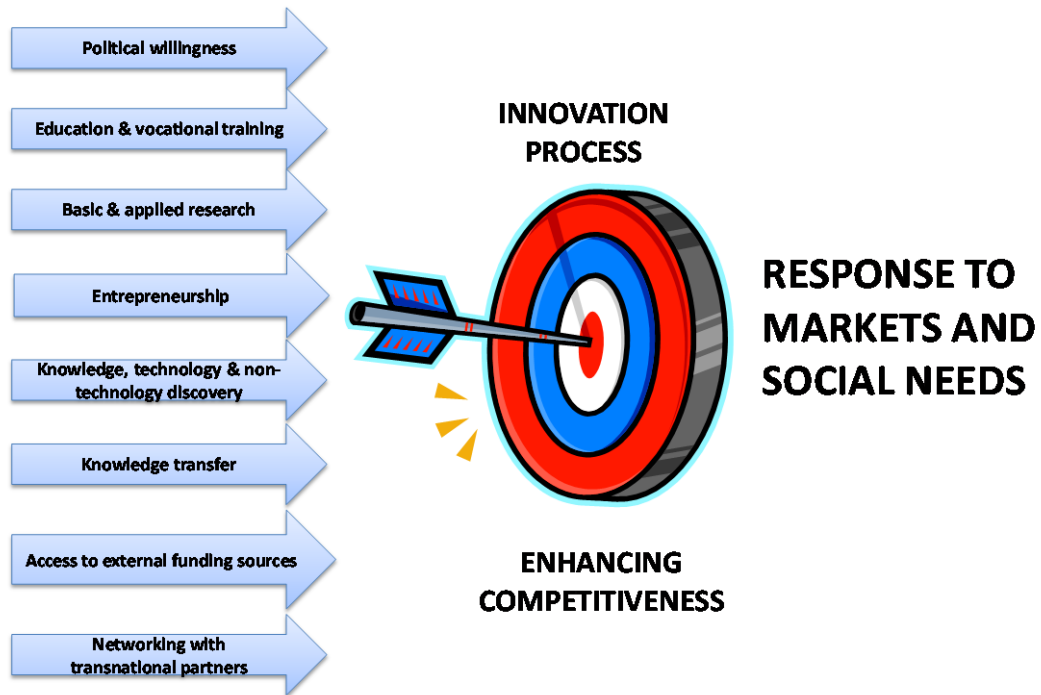 Political willingness
Education & vocational training
Basic & applied research
Entrepreneurship
Knowledge, technology & non-
technology discovery
Knowledge transfer
Access to external funding sources
Networking with
transnational partners
INNOVATION
PROCESS
ENHANCING
COMPETITIVENESS
RESPONSE TO
MARKETS AND
SOCIAL NEEDS